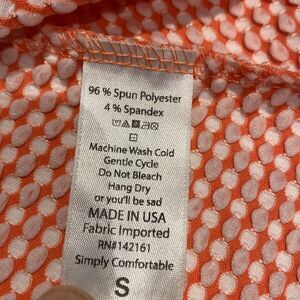 96 % Spun Polyester
4 % Spandex
Machine Wash Cold
Gentle Cycle
Do Not Bleach
Hang Dry
or you'll be sad
MADE IN USA
Fabric Imported
RN#142161
Simply Comfortable
S